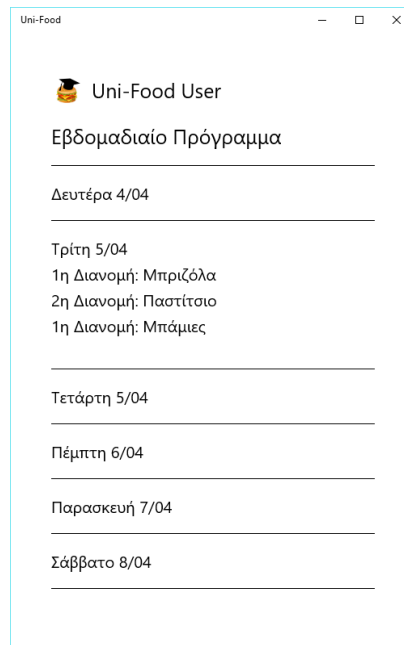 Uni-Food
Uni-Food User
Εβδομαδιαίο Πρόγραμμα
Δευτέρα 4/04
Τρίτη 5/04
1η Διανομή: Μπριζόλα
2η Διανομή: Παστίτσιο
1η Διανομή: Μπάμιες
Τετάρτη 5/04
Πέμπτη 6/04
Παρασκευή 7/04
Σάββατο 8/04